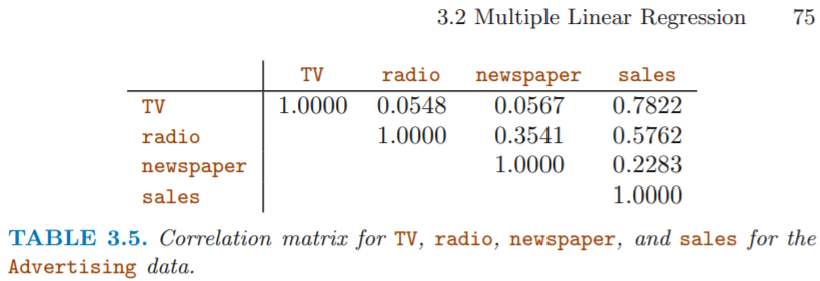 3.2 Multiple Linear Regression 75
TV radio newspaper sales
TV 1.0000 0.0548 0.0567 0.7822
radio 1.0000 0.3541 0.5762
newspaper 1.0000 0.2283
sales 1.0000
TABLE 3.5. Correlation matrix for TV, radio, newspaper, and sales for the
Advertising data.